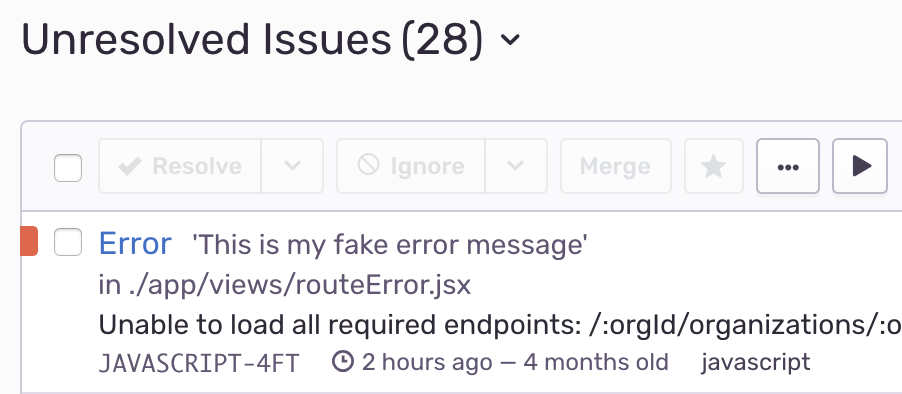 Unresolved Issues (28)
Resolve Ignore Merge
Error 'This is my fake error message'
in ./app/views/routeError.jsx
Unable to load all required endpoints: /:orgId/organizations/:o
JAVASCRIPT-4FT 2 hours ago — 4 months old javascript